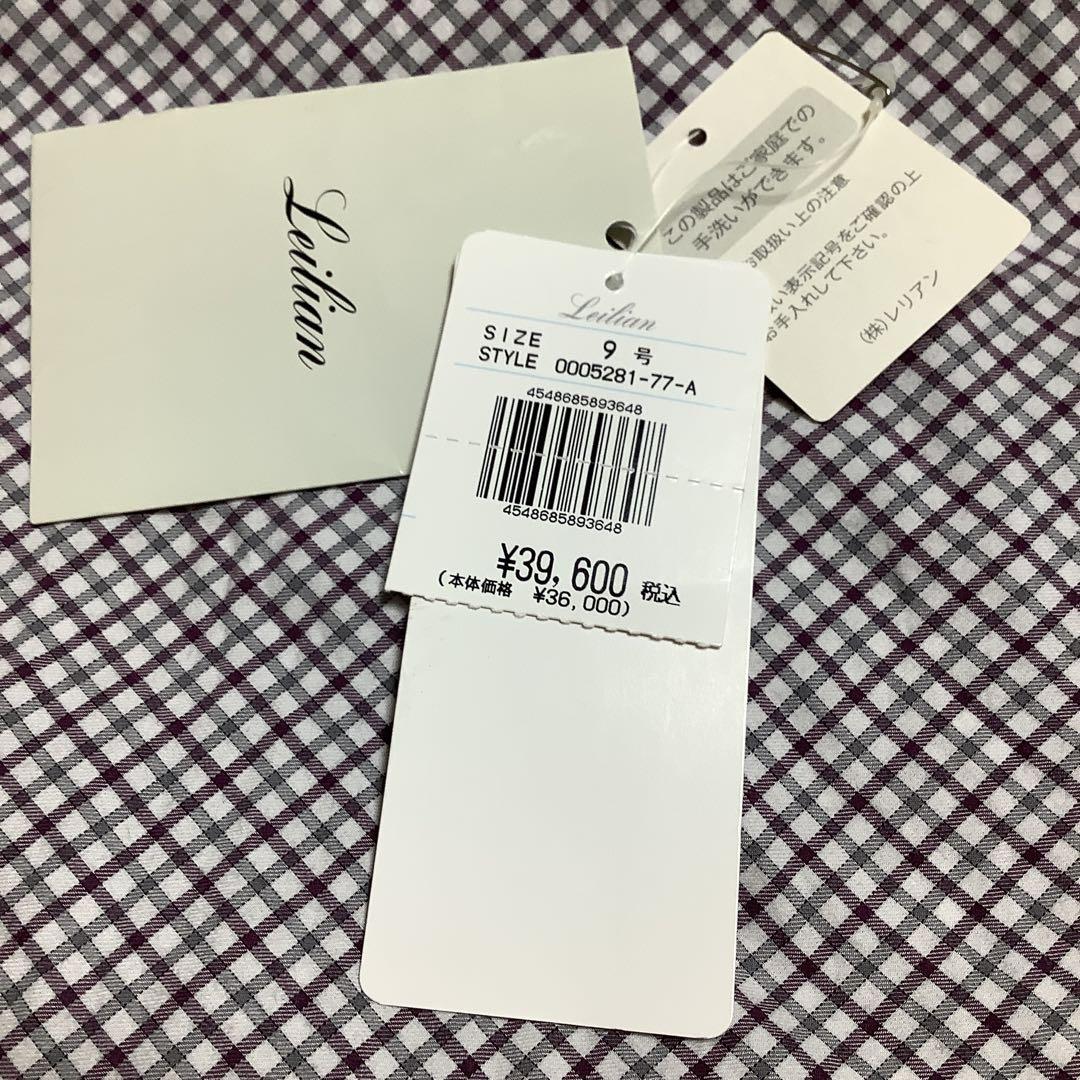 Leilian
この製品はご家庭での
手洗いができます。
お取扱い上の注意
い表示記号をご確認の上
お手入れして下さい。
(株)レリアン
Leilian
SIZE 9 号
STYLE 0005281-77-A
4548685893648
4548685893648
¥39,600 税込
(本体価格 ¥36,000)